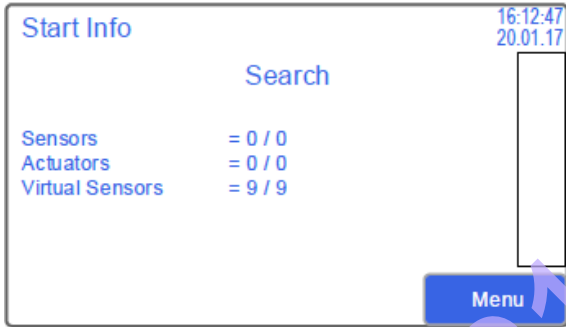 Start Info
16:12:47
20.01.17
Search
Sensors = 0 / 0
Actuators = 0 / 0
Virtual Sensors = 9 / 9
Menu